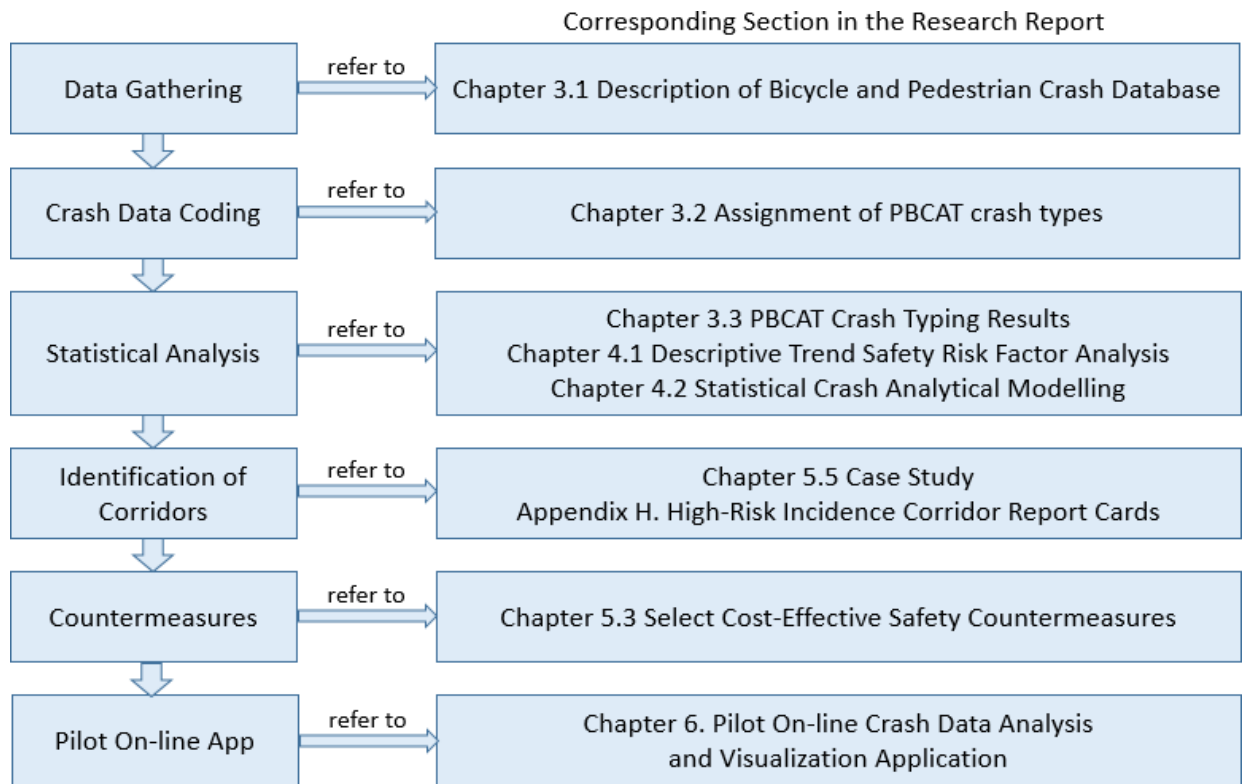 Corresponding Section in the Research Report
Data Gathering
refer to
Chapter 3.1 Description of Bicycle and Pedestrian Crash Database
Crash Data Coding
refer to
Chapter 3.2 Assignment of PBCAT crash types
Statistical Analysis
refer to
Chapter 3.3 PBCAT Crash Typing Results
Chapter 4.1 Descriptive Trend Safety Risk Factor Analysis
Chapter 4.2 Statistical Crash Analytical Modelling
Identification of
Corridors
refer to
Chapter 5.5 Case Study
Appendix H. High-Risk Incidence Corridor Report Cards
Countermeasures
refer to
Chapter 5.3 Select Cost-Effective Safety Countermeasures
Pilot On-line App
refer to
Chapter 6. Pilot On-line Crash Data Analysis
and Visualization Application